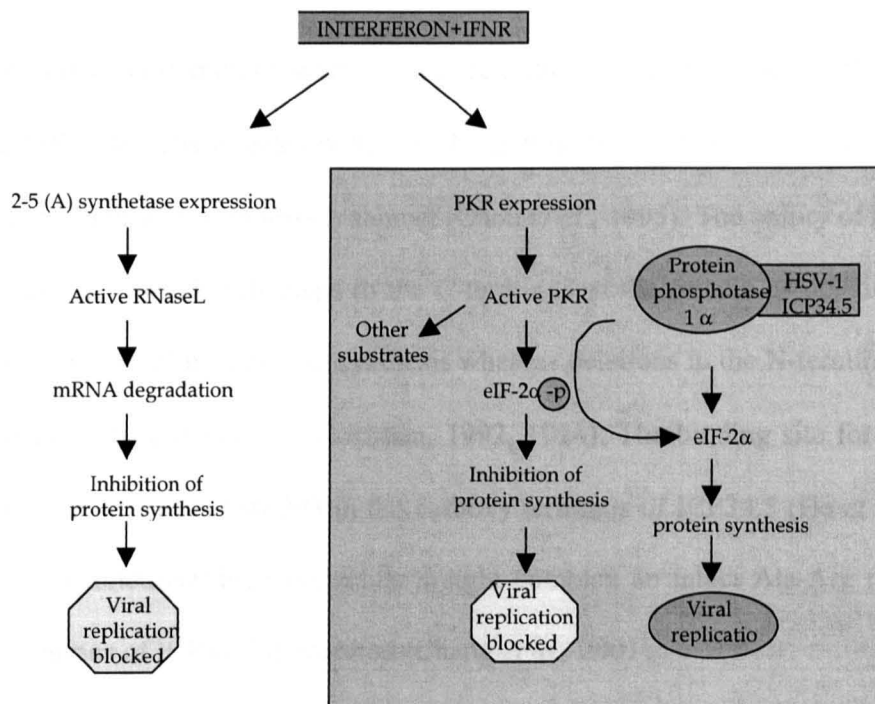 INTERFERON+IFNR
2-5 (A) synthetase expression
Active RNaseL
mRNA degradation
Inhibition of
protein synthesis
Viral
replication
blocked
PKR expression
Active PKR
Other
substrates
eIF-2α -p
Inhibition of
protein synthesis
Viral
replication
blocked
Protein
phosphotase
1 α
HSV-1
ICP34.5
eIF-2α
protein synthesis
Viral
replicatio